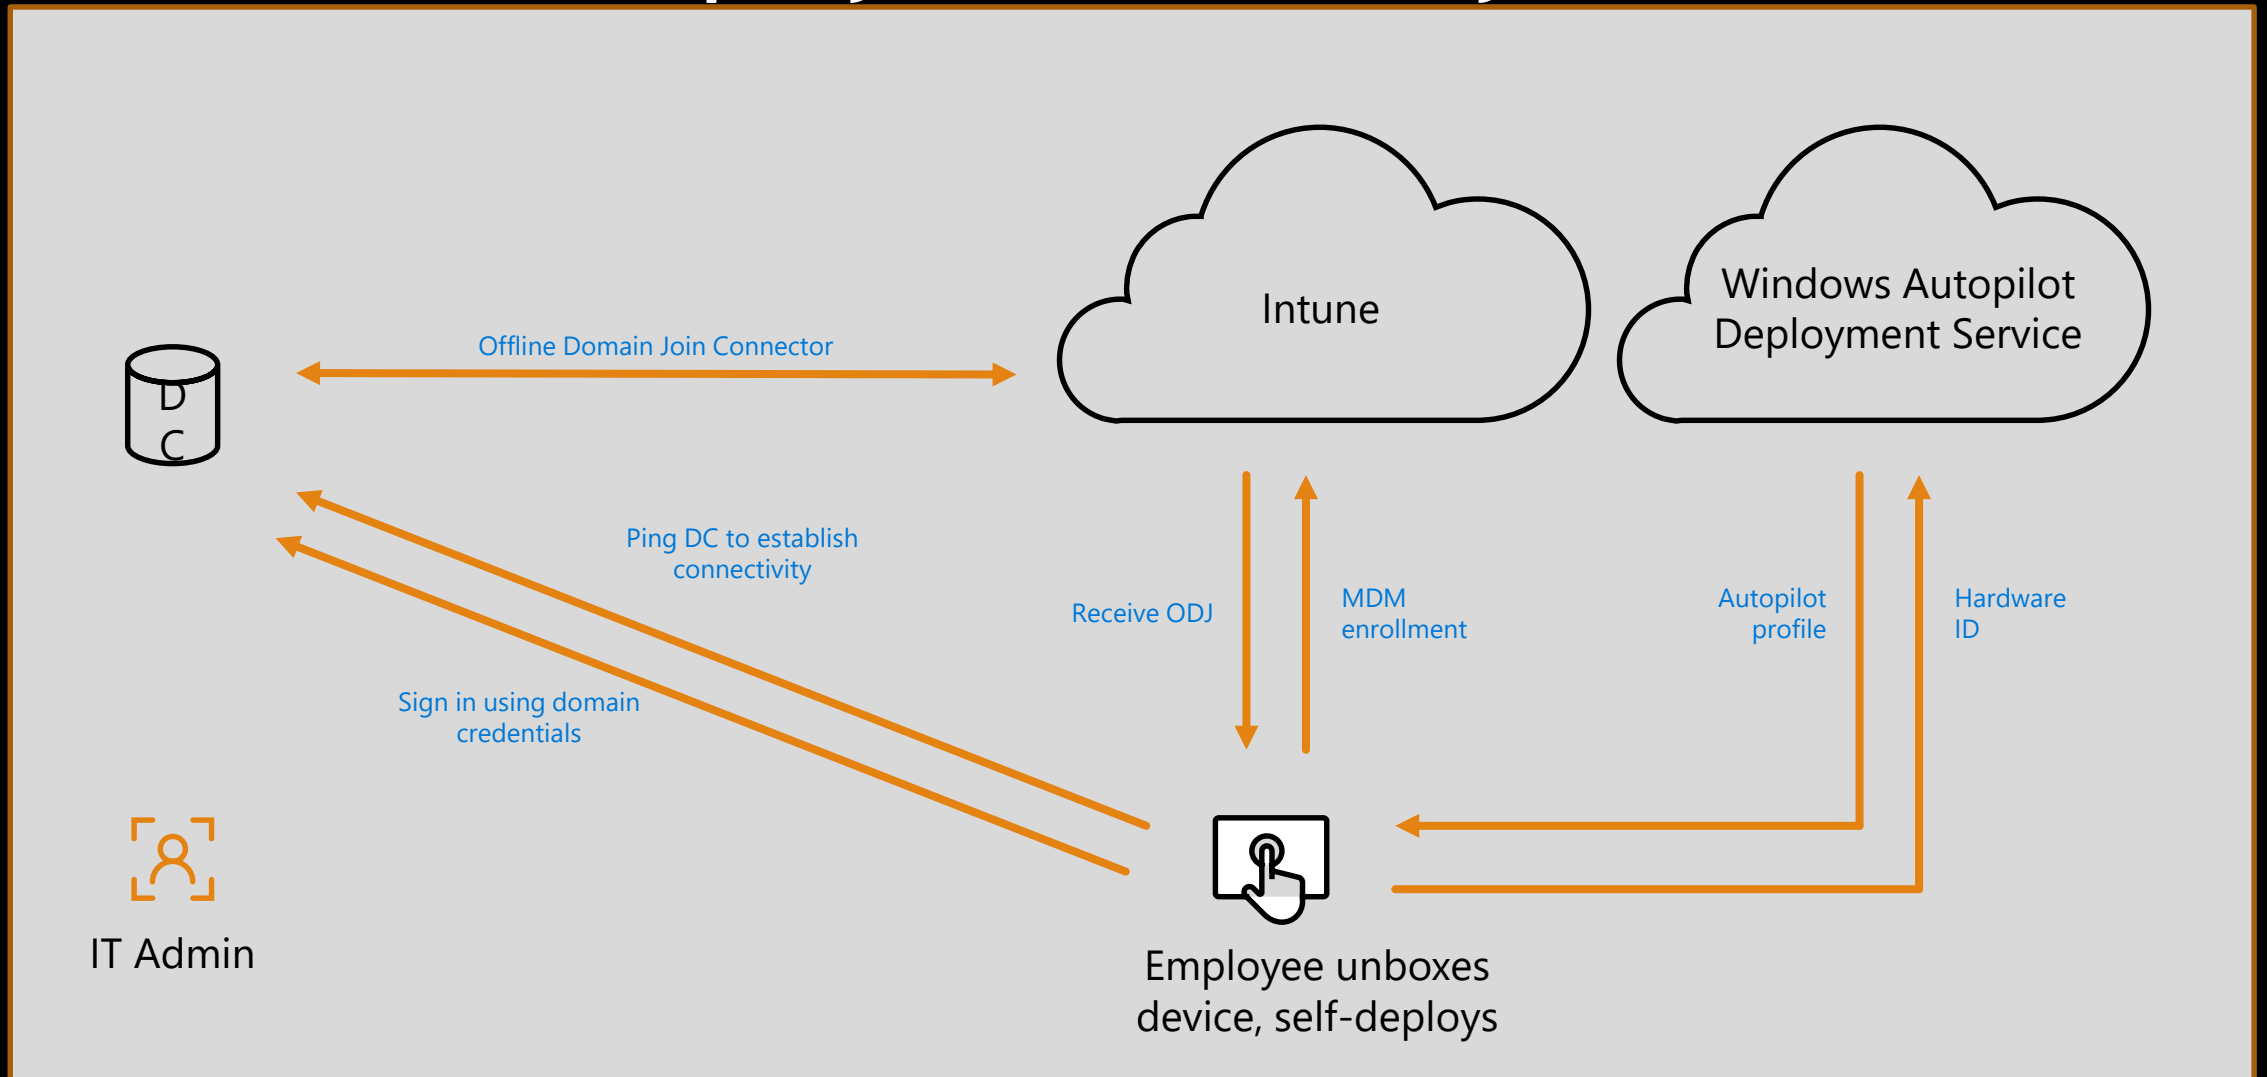 Intune
Windows Autopilot
Deployment Service
Offline Domain Join Connector
D
C
Ping DC to establish
connectivity
Receive ODJ
MDM
enrollment
Autopilot
profile
Hardware
ID
Sign in using domain
credentials
IT Admin
Employee unboxes
device, self-deploys